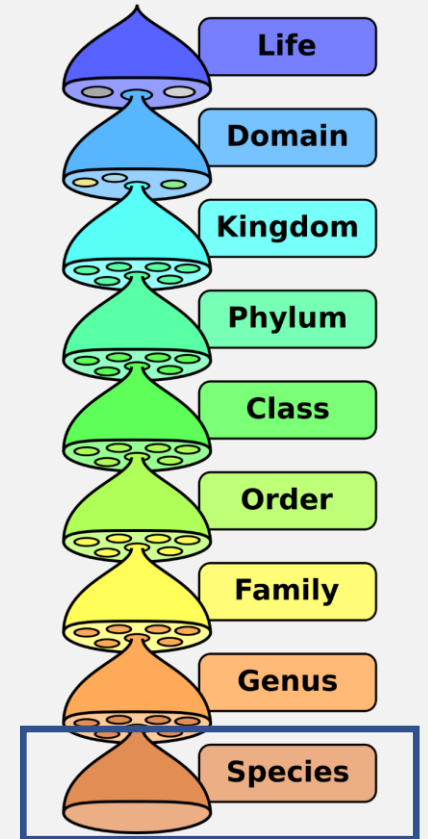 Life
Domain
Kingdom
Phylum
Class
Order
Family
Genus
Species